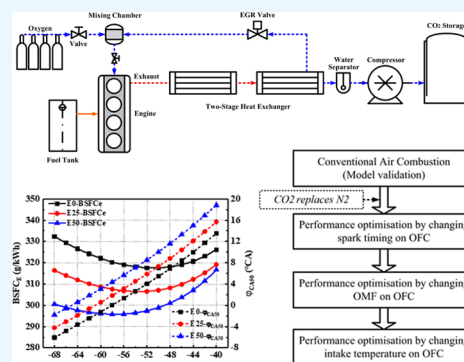 Oxygen
Valve
Mixing Chamber
EGR Valve
CO₂ Storage
Exhaust
Engine
Fuel Tank
Two-Stage Heat Exchanger
Water
Separator
Compressor
Conventional Air Combustion
(Model validation)
CO2 replaces N2
Performance optimisation by changing
spark timing on OFC
Performance optimisation by changing
OMF on OFC
Performance optimisation by changing
intake temperature on OFC
BSFCE (g/kWh)
350
340
330
320
310
300
290
280
E0-BSFCe
E25-BSFCe
E50-BSFCe
E0-φCA50
E25-φCA50
E50-φCA50
20
16
12
8
4
0
-4
-8
φCA50 (°CA)
-68 -64 -60 -56 -52 -48 -44 -40